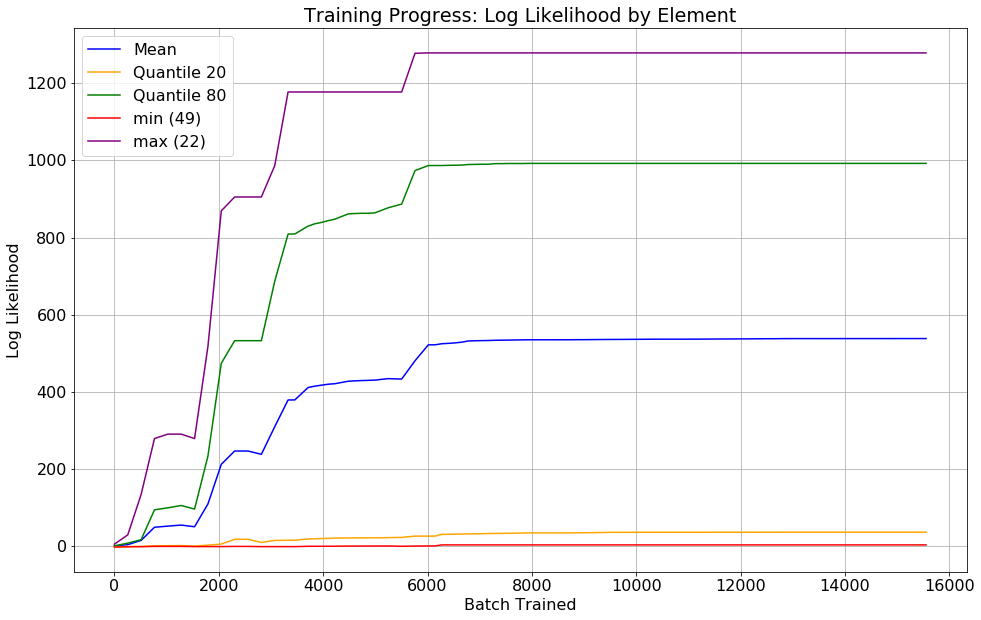 Training Progress: Log Likelihood by Element
Mean
Quantile 20
Quantile 80
min (49)
max (22)
Log Likelihood
1200
1000
800
600
400
200
0
0 2000 4000 6000 8000 10000 12000 14000 16000
Batch Trained